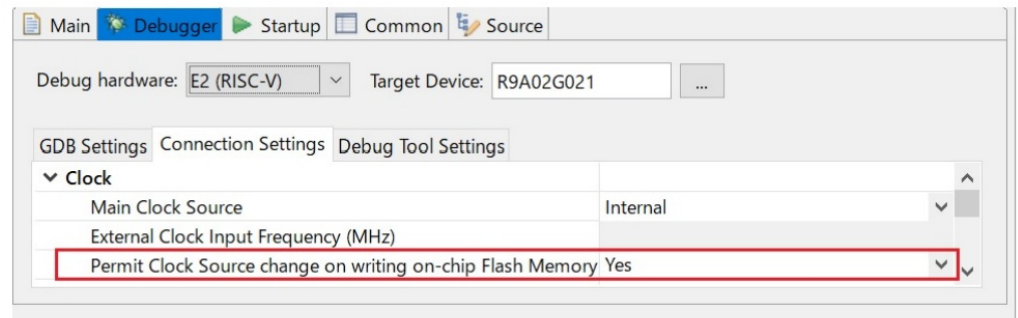 Main Debugger Startup Common Source
Debug hardware: E2 (RISC-V) Target Device: R9A02G021 ...
GDB Settings Connection Settings Debug Tool Settings
Clock
Main Clock Source Internal
External Clock Input Frequency (MHz)
Permit Clock Source change on writing on-chip Flash Memory Yes